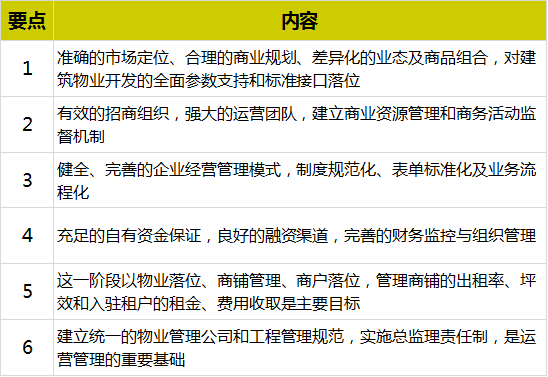 要点 内容
1 准确的市场定位、合理的商业规划、差异化的业态及商品组合，对建
筑物业开发的全面参数支持和标准接口落位
2 有效的招商组织，强大的运营团队，建立商业资源管理和商务活动监
督机制
3 健全、完善的企业经营管理模式，制度规范化、表单标准化及业务流
程化
4 充足的自有资金保证，良好的融资渠道，完善的财务监控与组织管理
5 这一阶段以物业落位、商铺管理、商户落位，管理商铺的出租率、坪
效和入驻租户的租金、费用收取是主要目标
6 建立统一的物业管理公司和工程管理规范，实施总监理责任制，是运
营管理的重要基础